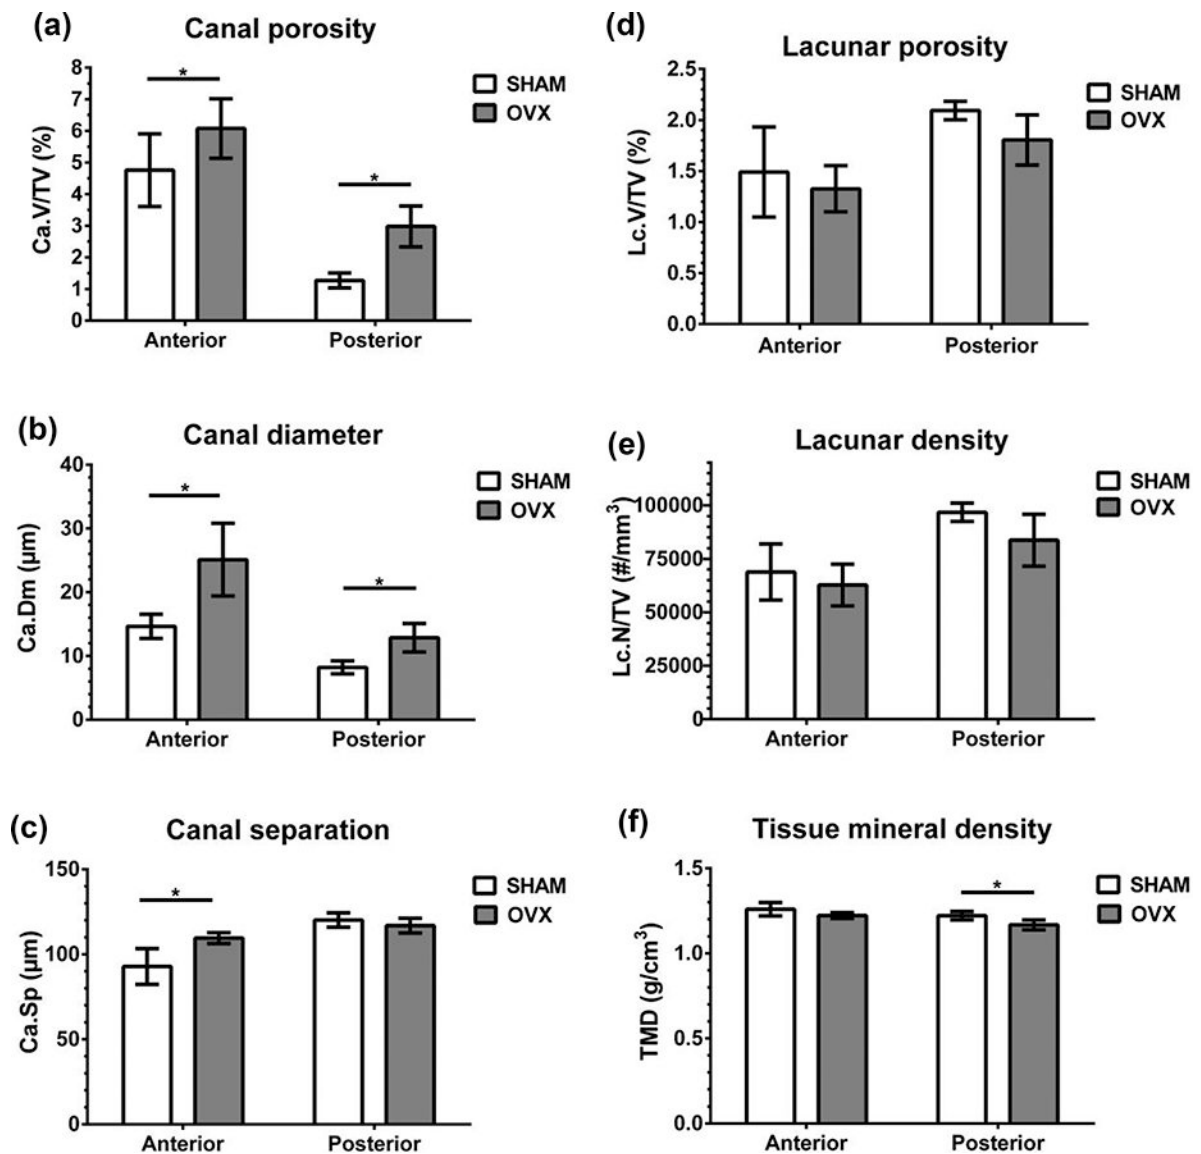 (a)
Canal porosity
Ca.V/TV (%)
8
7
6
5
4
3
2
1
0
*
*
SHAM
OVX
Anterior
Posterior
(b)
Canal diameter
Ca.Dm (µm)
40
30
20
10
0
*
*
SHAM
OVX
Anterior
Posterior
(c)
Canal separation
Ca.Sp (µm)
150
100
50
0
*
SHAM
OVX
Anterior
Posterior
(d)
Lacunar porosity
Lc.V/TV (%)
2.5
2.0
1.5
1.0
0.5
0.0
SHAM
OVX
Anterior
Posterior
(e)
Lacunar density
Lc.N/TV (#/mm³)
100000
75000
50000
25000
0
SHAM
OVX
Anterior
Posterior
(f)
Tissue mineral density
TMD (g/cm³)
1.5
1.0
0.5
0.0
*
SHAM
OVX
Anterior
Posterior